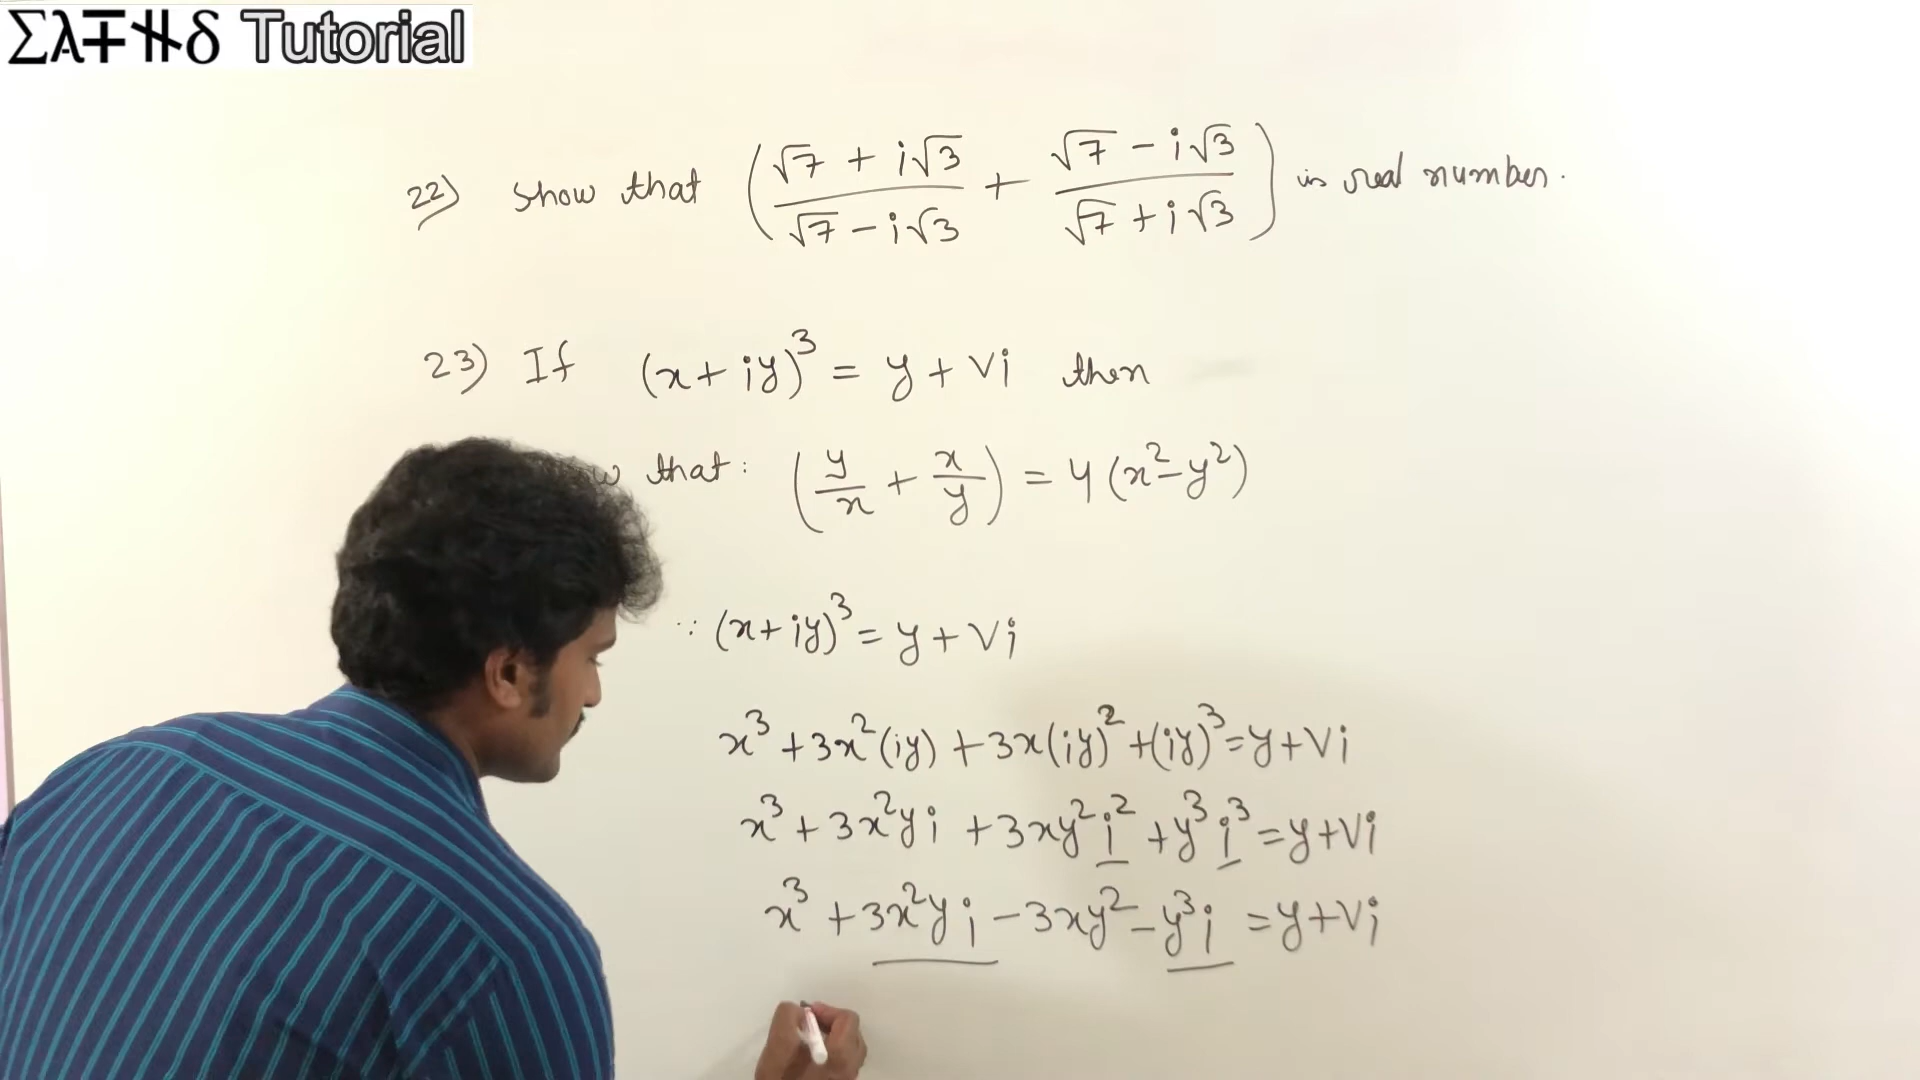 ΣλŦℲδ Tutorial
22) Show that (√7 + i√3 / √7 - i√3 + √7 - i√3 / √7 + i√3) is real number.
23) If (x + iy)³ = y + Vi then
w that: (y/x + x/y) = 4(x² - y²)
∵ (x + iy)³ = y + Vi
x³ + 3x²(iy) + 3x(iy)² + (iy)³ = y + Vi
x³ + 3x²yi + 3xy²i² + y³i³ = y + Vi
x³ + 3x²yi - 3xy² - y³i = y + Vi